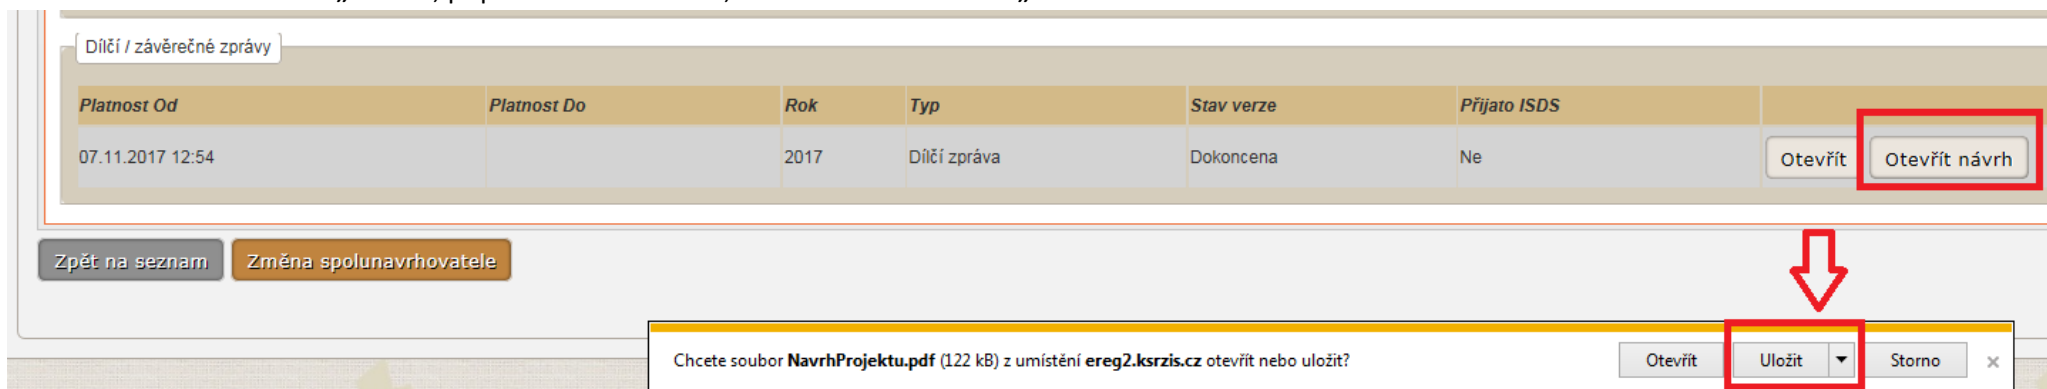 Dílčí / závěrečné zprávy
Platnost Od Platnost Do Rok Typ Stav verze Přijato ISDS
07.11.2017 12:54 2017 Dílčí zpráva Dokoncena Ne Otevřít Otevřít návrh
Zpět na seznam Změna spolunavrhovatele
Chcete soubor NavrhProjektu.pdf (122 kB) z umístění ereg2.ksrzis.cz otevřít nebo uložit? Otevřít Uložit Storno